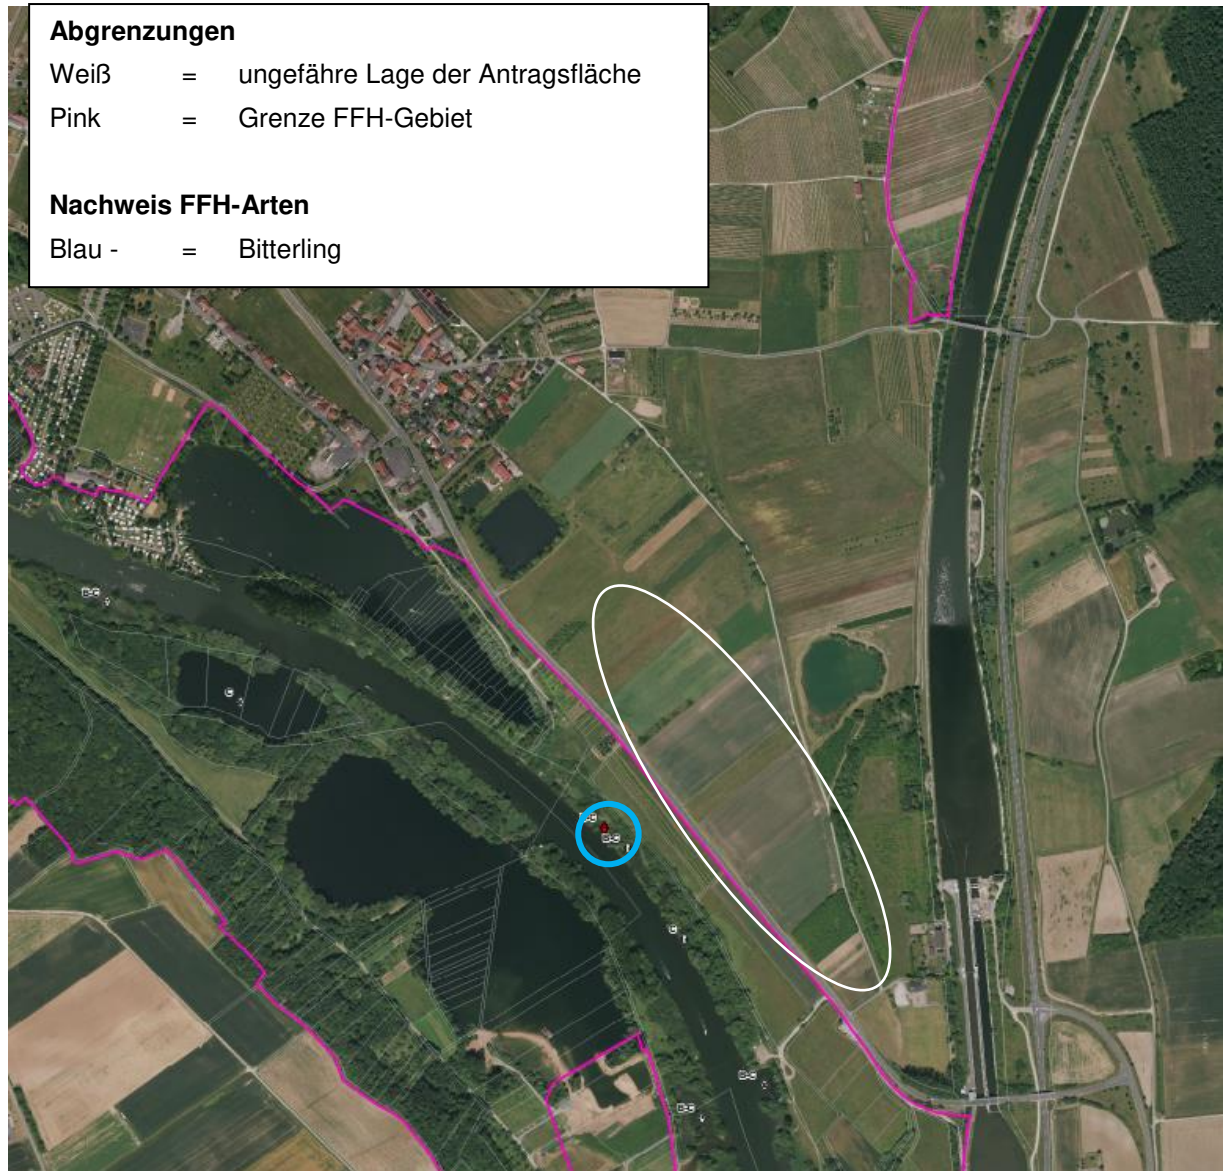 Abgrenzungen
Weiß = ungefähre Lage der Antragsfläche
Pink = Grenze FFH-Gebiet
Nachweis FFH-Arten
Blau - = Bitterling
B-C
C
B-C
C
B-C
B-C